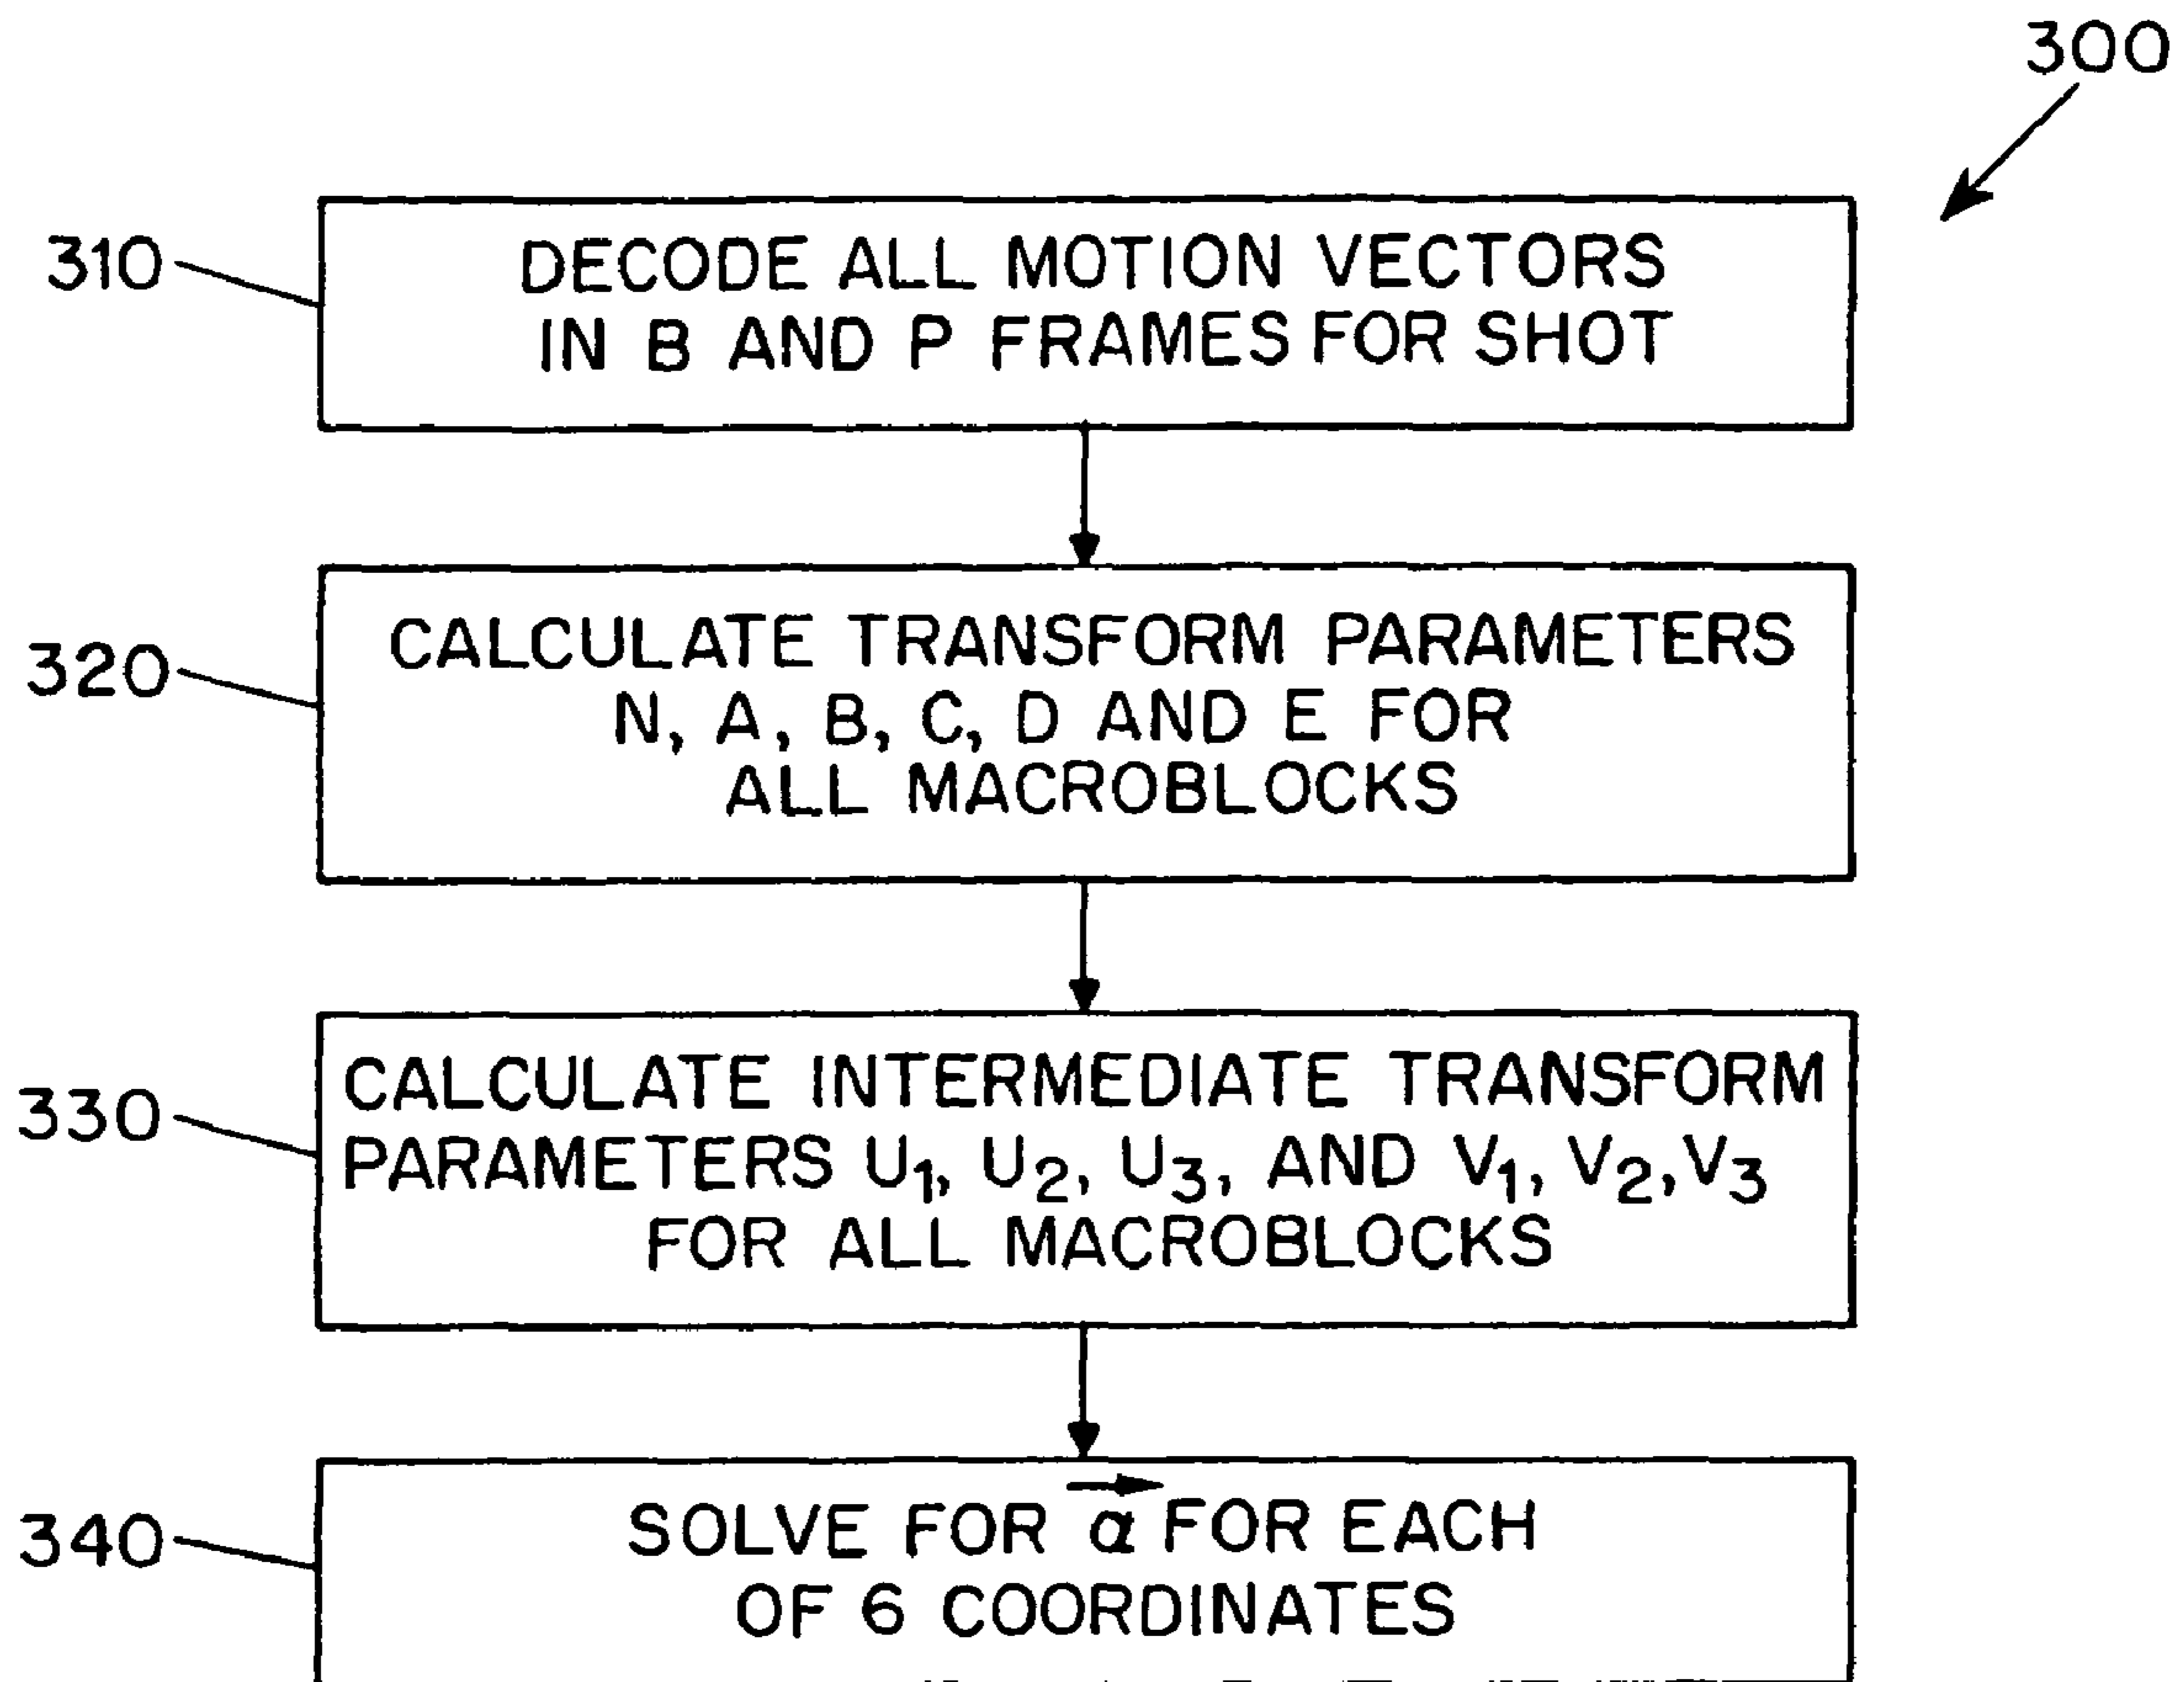 300
310
DECODE ALL MOTION VECTORS
IN B AND P FRAMES FOR SHOT
320
CALCULATE TRANSFORM PARAMETERS
N, A, B, C, D AND E FOR
ALL MACROBLOCKS
330
CALCULATE INTERMEDIATE TRANSFORM
PARAMETERS U₁, U₂, U₃, AND V₁, V₂, V₃
FOR ALL MACROBLOCKS
340
SOLVE FOR α⃗ FOR EACH
OF 6 COORDINATES